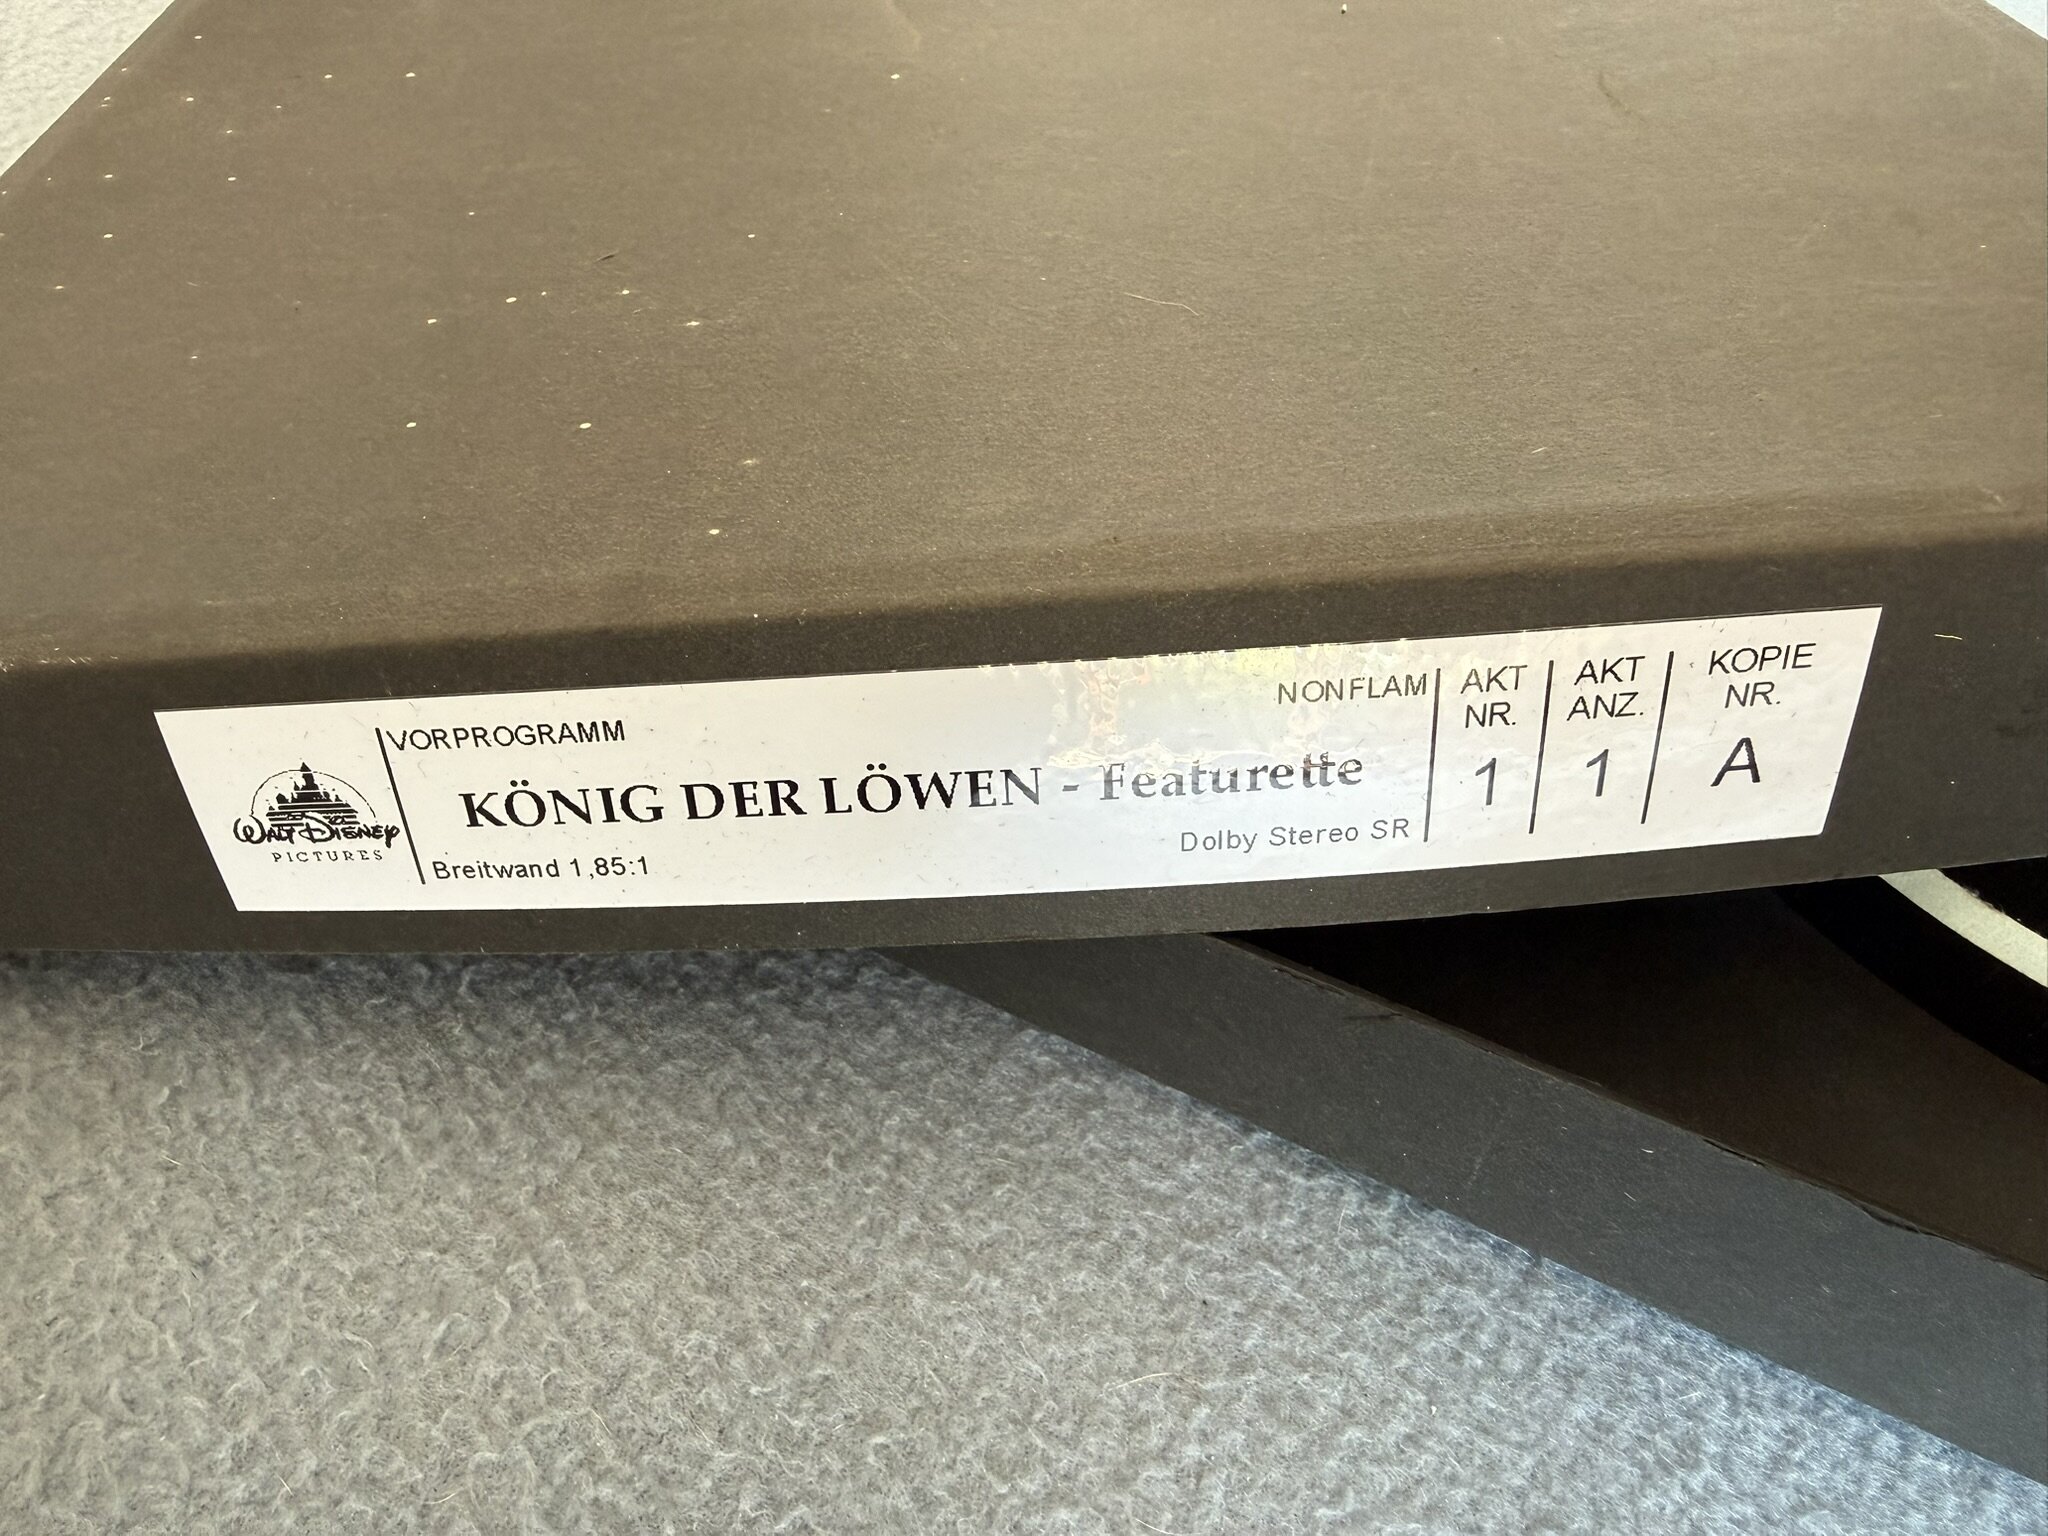 WALT DISNEY
PICTURES
VORPROGRAMM
NONFLAM
KÖNIG DER LÖWEN - Featurette
Breitwand 1,85:1
Dolby Stereo SR
AKT
NR.
1
AKT
ANZ.
1
KOPIE
NR.
A